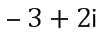 – 3 + 2i